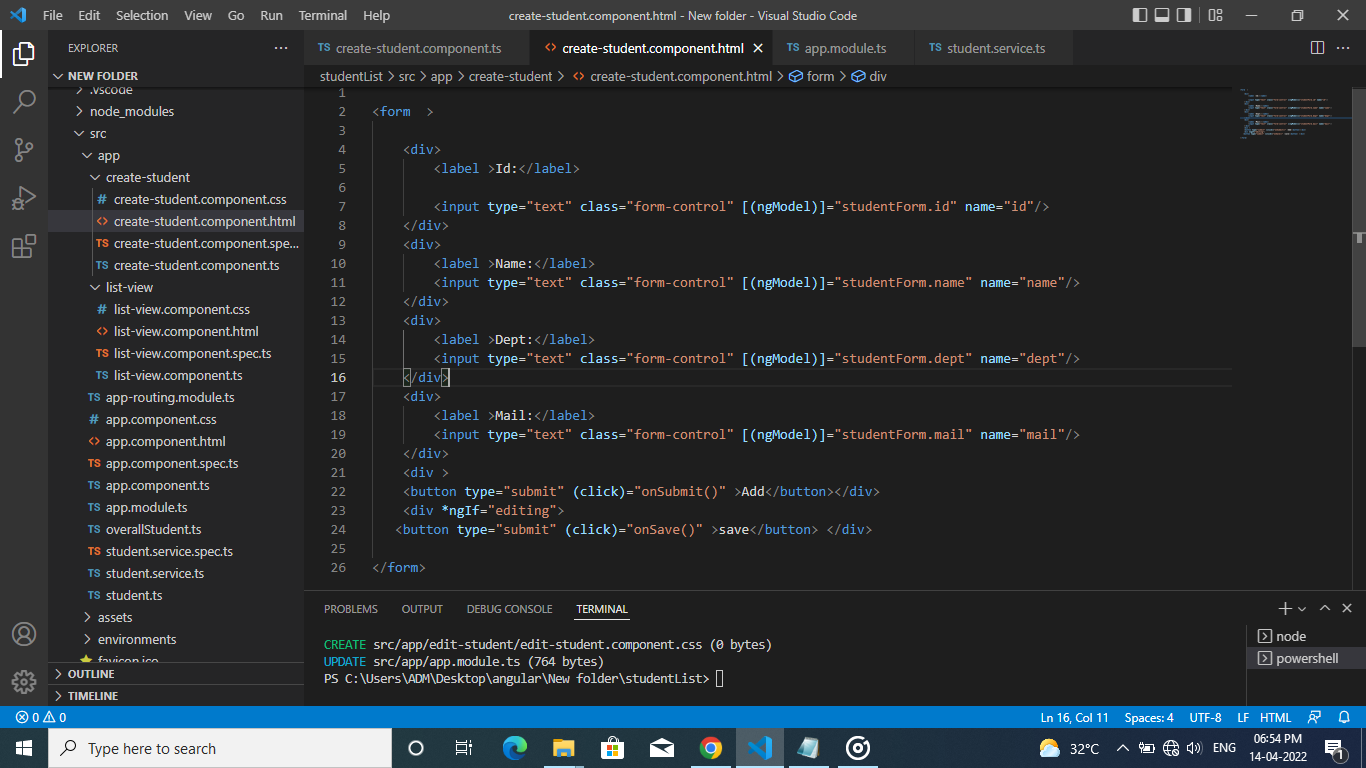 File Edit Selection View Go Run Terminal Help create-student.component.html - New folder - Visual Studio Code
EXPLORER
NEW FOLDER
.vscode
node_modules
src
app
create-student
create-student.component.css
create-student.component.html
create-student.component.spe...
create-student.component.ts
list-view
list-view.component.css
list-view.component.html
list-view.component.spec.ts
list-view.component.ts
app-routing.module.ts
app.component.css
app.component.html
app.component.spec.ts
app.component.ts
app.module.ts
overallStudent.ts
student.service.spec.ts
student.service.ts
student.ts
assets
environments
favicon.ico
OUTLINE
TIMELINE
create-student.component.ts create-student.component.html app.module.ts student.service.ts
studentList > src > app > create-student > create-student.component.html > form > div
1
2 <form  >
3
4 <div>
5 <label >Id:</label>
6
7 <input type="text" class="form-control" [(ngModel)]="studentForm.id" name="id"/>
8 </div>
9 <div>
10 <label >Name:</label>
11 <input type="text" class="form-control" [(ngModel)]="studentForm.name" name="name"/>
12 </div>
13 <div>
14 <label >Dept:</label>
15 <input type="text" class="form-control" [(ngModel)]="studentForm.dept" name="dept"/>
16 </div>
17 <div>
18 <label >Mail:</label>
19 <input type="text" class="form-control" [(ngModel)]="studentForm.mail" name="mail"/>
20 </div>
21 <div >
22 <button type="submit" (click)="onSubmit()" >Add</button></div>
23 <div *ngIf="editing">
24 <button type="submit" (click)="onSave()" >save</button> </div>
25
26 </form>
PROBLEMS OUTPUT DEBUG CONSOLE TERMINAL
CREATE src/app/edit-student/edit-student.component.css (0 bytes)
UPDATE src/app/app.module.ts (764 bytes)
PS C:\Users\ADM\Desktop\angular\New folder\studentList>
node
powershell
0 0 Ln 16, Col 11 Spaces: 4 UTF-8 LF HTML
Type here to search
32°C ENG
06:54 PM
14-04-2022
1